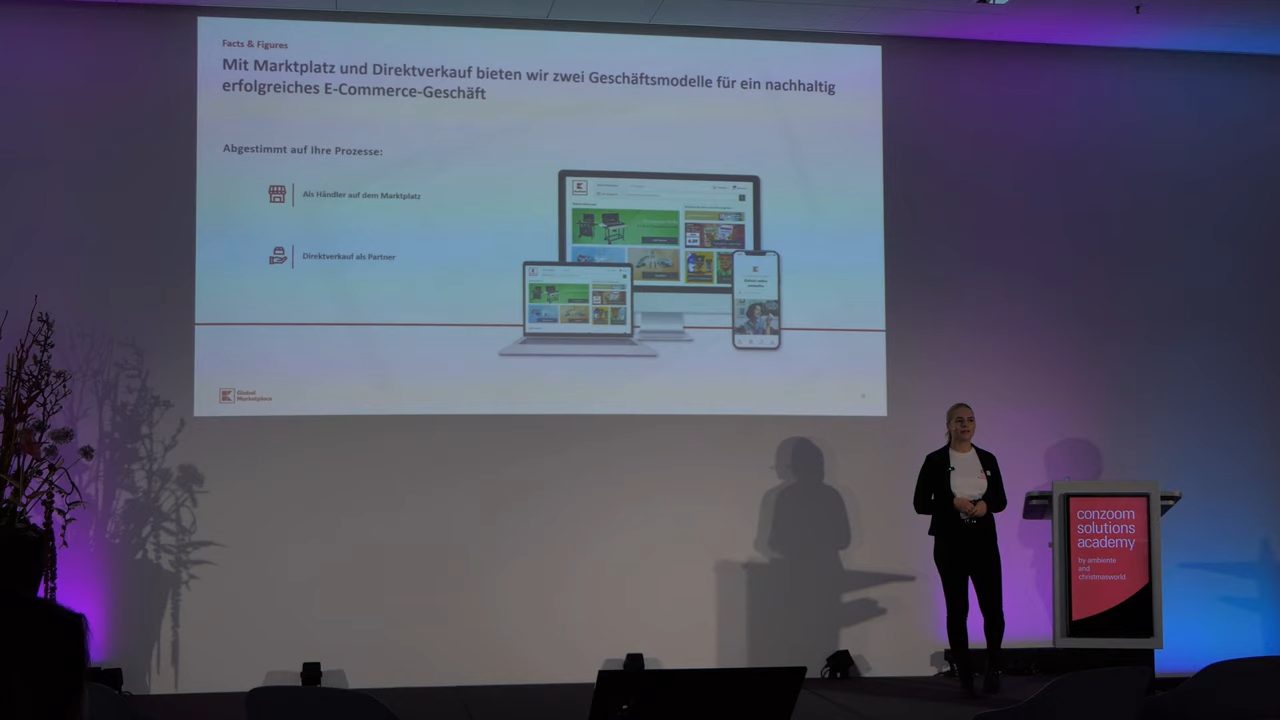 Facts & Figures
Mit Marktplatz und Direktverkauf bieten wir zwei Geschäftsmodelle für ein nachhaltig
erfolgreiches E-Commerce-Geschäft
Abgestimmt auf Ihre Prozesse:
Als Händler auf dem Marktplatz
Direktverkauf als Partner
Global
Marketplace
conzoom
solutions
academy
by ambiente
and
christmasworld